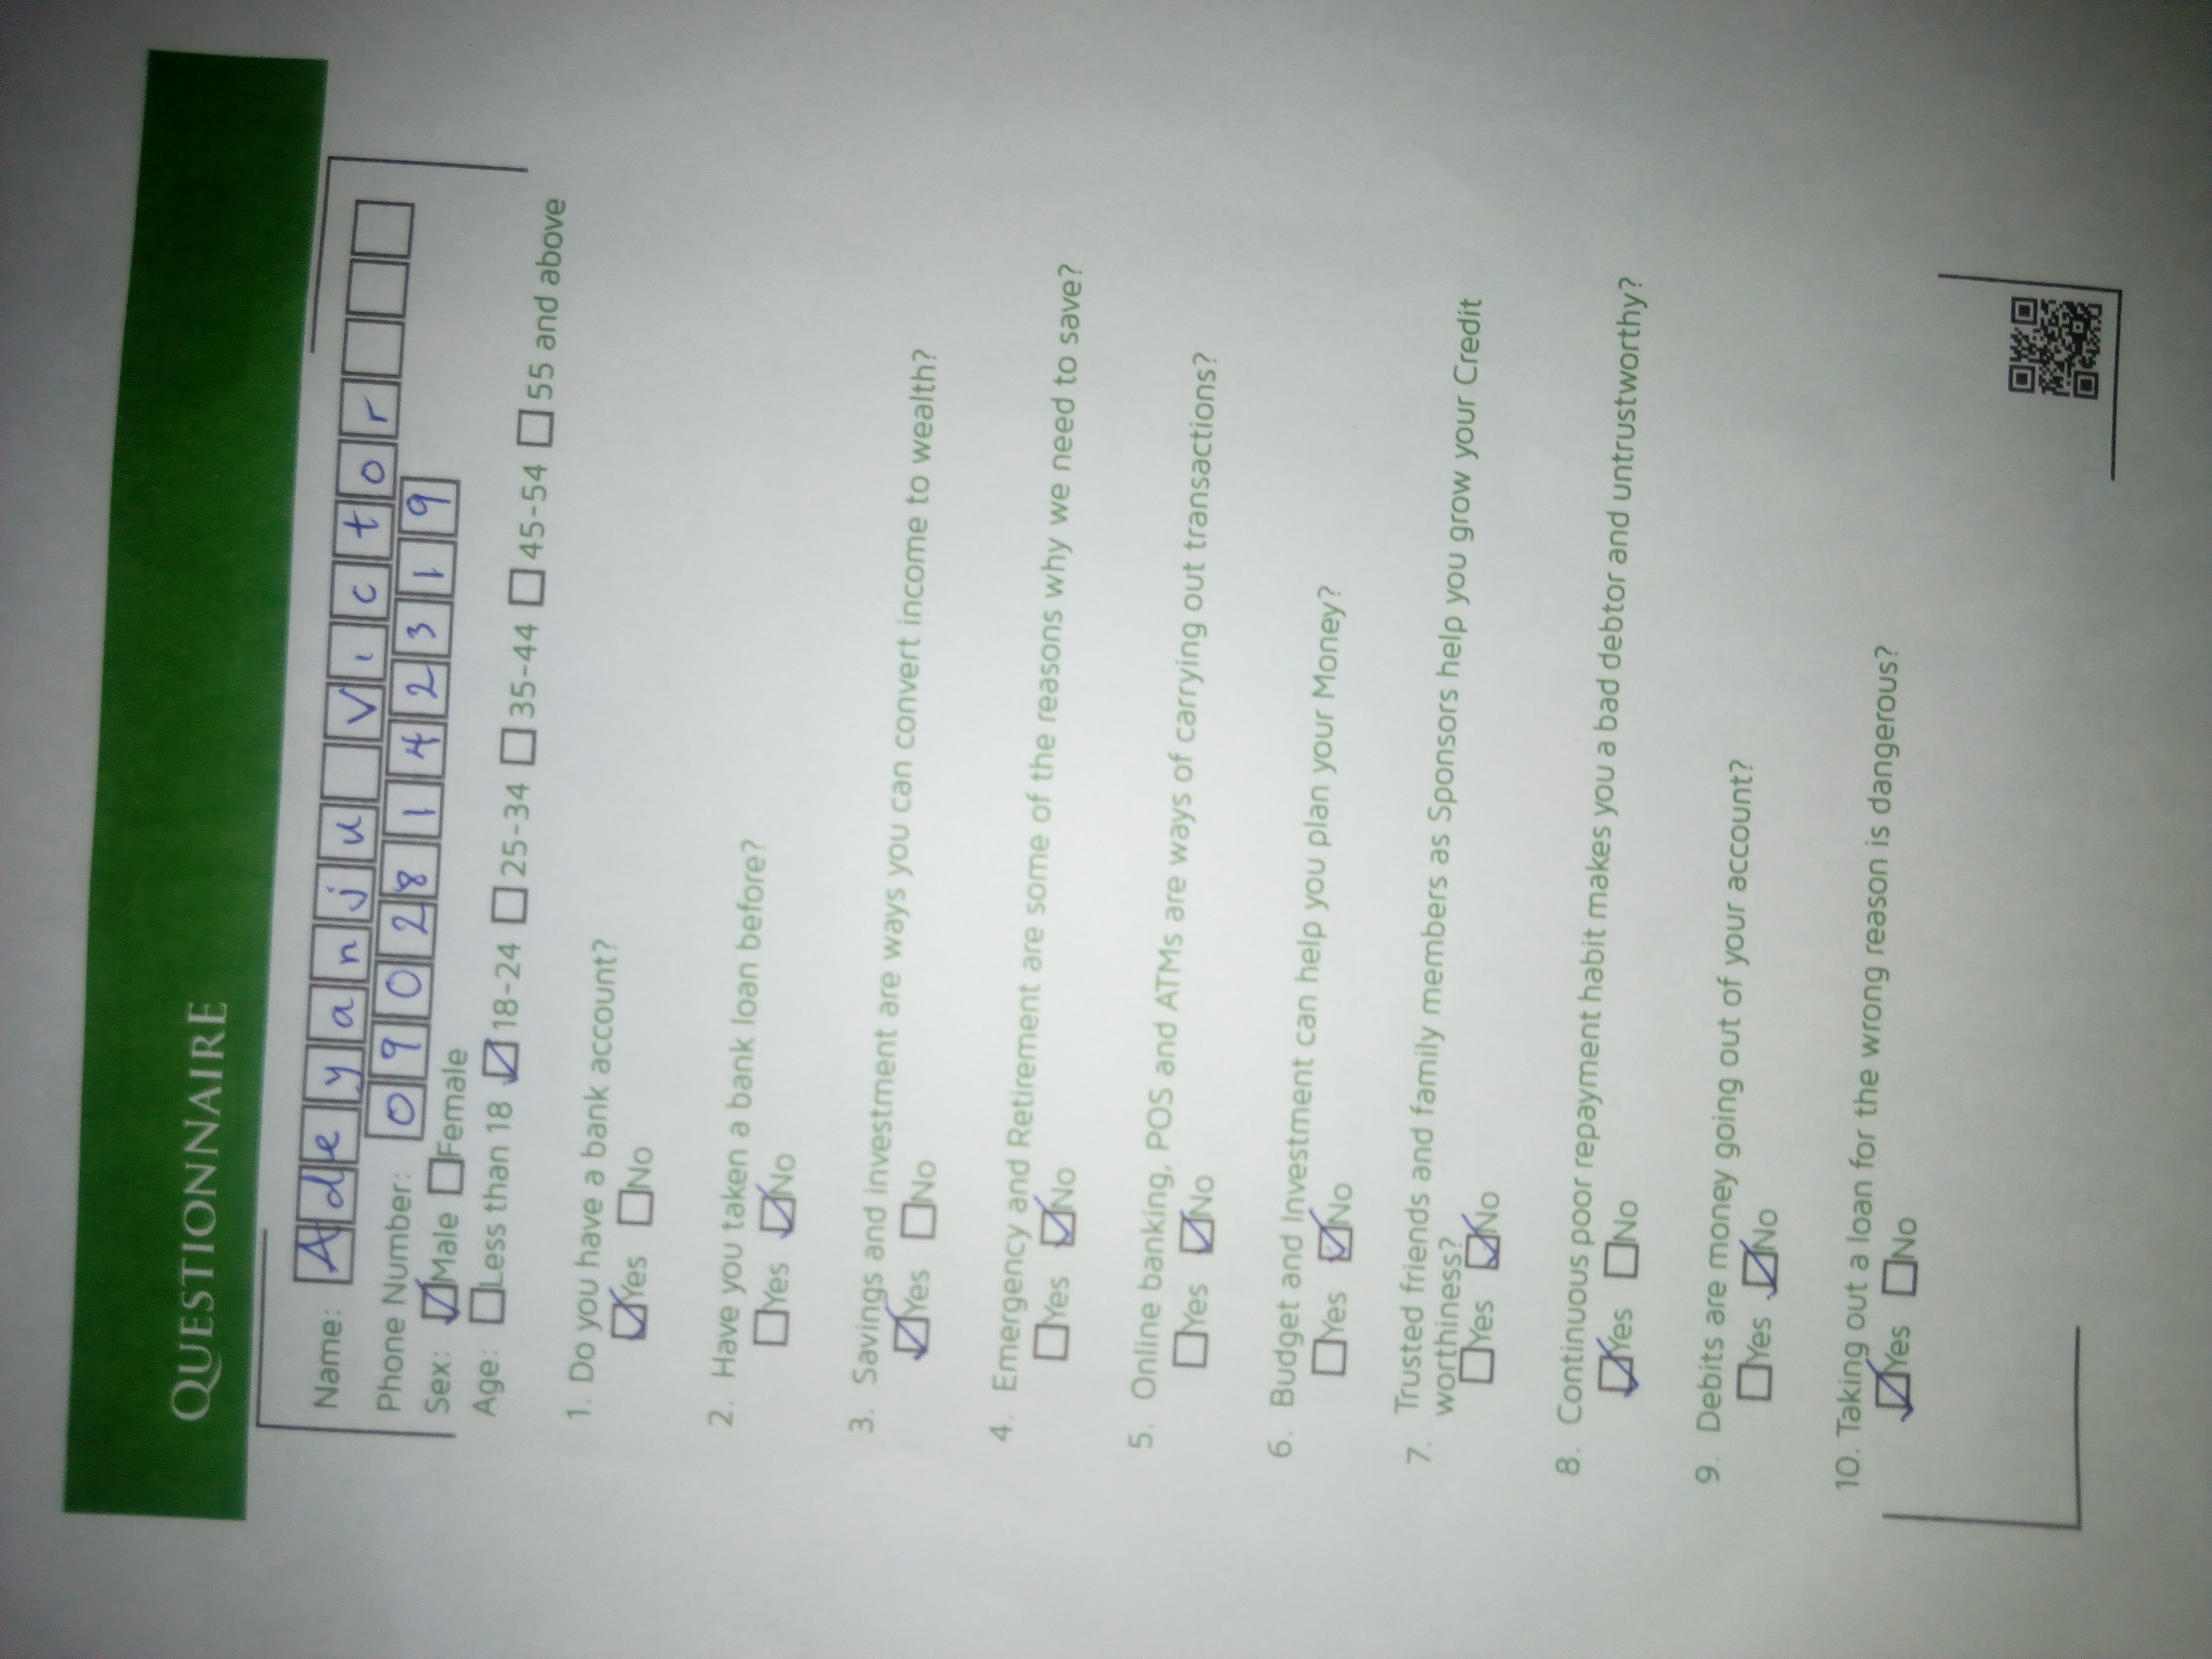 QUESTIONNAIRE
Name: Adeyanju Victor
Phone Number: 09028142319
Sex: ☑Male ☐Female
Age: ☐Less than 18 ☑18-24 ☐25-34 ☐35-44 ☐45-54 ☐55 and above
1. Do you have a bank account?
☑Yes ☐No
2. Have you taken a bank loan before?
☐Yes ☑No
3. Savings and investment are ways you can convert income to wealth?
☑Yes ☐No
4. Emergency and Retirement are some of the reasons why we need to save?
☐Yes ☑No
5. Online banking, POS and ATMs are ways of carrying out transactions?
☐Yes ☑No
6. Budget and Investment can help you plan your Money?
☐Yes ☑No
7. Trusted friends and family members as Sponsors help you grow your Credit
worthiness?
☐Yes ☑No
8. Continuous poor repayment habit makes you a bad debtor and untrustworthy?
☑Yes ☐No
9. Debits are money going out of your account?
☐Yes ☑No
10. Taking out a loan for the wrong reason is dangerous?
☑Yes ☐No